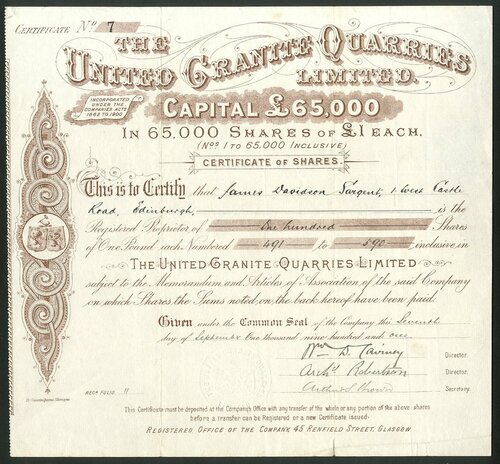 CERTIFICATE No. 7
THE
UNITED GRANITE QUARRIES
LIMITED.
INCORPORATED
UNDER THE
COMPANIES ACTS
1862 TO 1900
CAPITAL £65,000
IN 65,000 SHARES OF £1 EACH.
(Nos 1 TO 65,000 INCLUSIVE)
CERTIFICATE OF SHARES.
This is to Certify that James Davidson Sargent, 1 West Castle
Road, Edinburgh, is the
Registered Proprietor of One hundred Shares
of One Pound each Numbered 491 to 590 inclusive in
THE UNITED GRANITE QUARRIES LIMITED
subject to the Memorandum and Articles of Association of the said Company
on which Shares the Sums noted on the back hereof have been paid.
Given under the Common Seal of the Company this Seventh
day of September One thousand nine hundred and one.
Wm D. Cairney Director.
Archd Robertson Director.
Secretary.
REG. FOLIO 11
This Certificate must be deposited at the Company's Office with any transfer of the whole or any portion of the above shares
before a transfer can be Registered or a new Certificate issued.
REGISTERED OFFICE OF THE COMPANY, 45 RENFIELD STREET, GLASGOW.